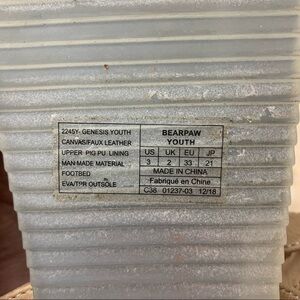 2245Y- GENESIS YOUTH
CANVAS/FAUX LEATHER
UPPER PIG PU LINING
MAN MADE MATERIAL
FOOTBED
EVA/TPR OUTSOLE
BEARPAW
YOUTH
US UK EU JP
3 2 33 21
MADE IN CHINA
Fabriqué en Chine
C38 01237-03 12/18